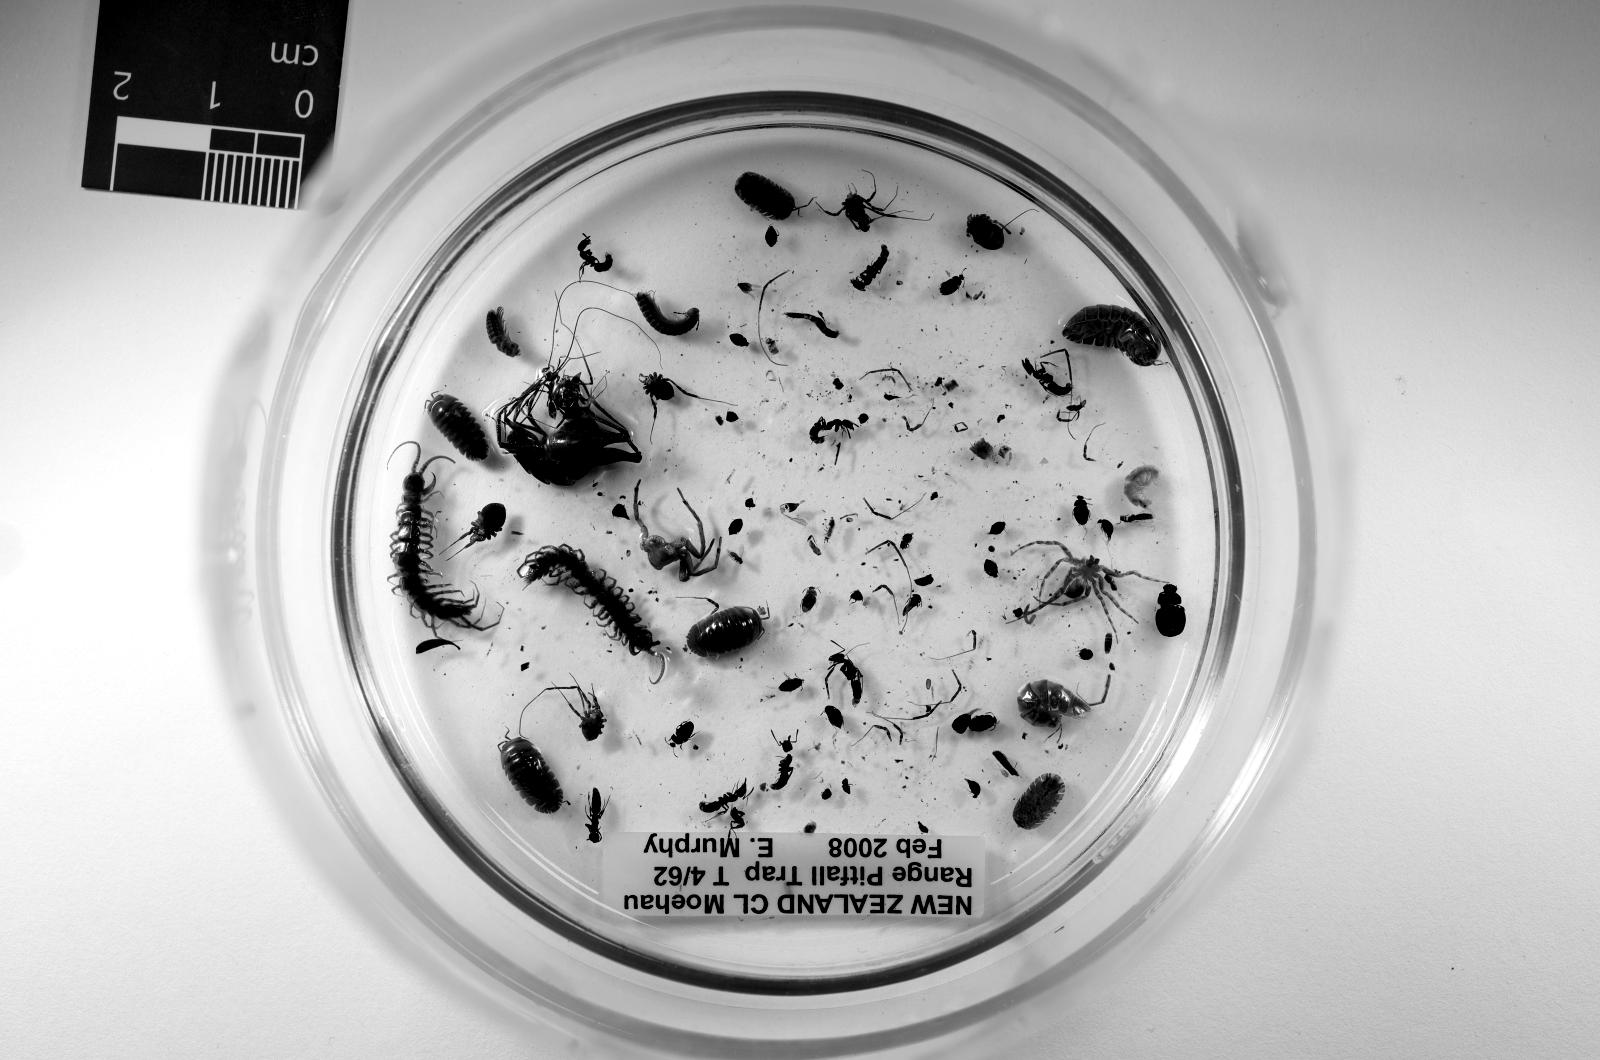 NEW ZEALAND CL Moehau
Range Pitfall Trap T 4/62
Feb 2008 E. Murphy
0 1 2
cm